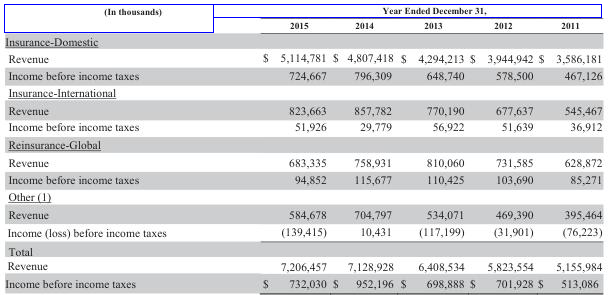 (In thousands) Year Ended December 31,
2015 2014 2013 2012 2011
Insurance-Domestic
Revenue $ 5,114,781 $ 4,807,418 $ 4,294,213 $ 3,944,942 $ 3,586,181
Income before income taxes 724,667 796,309 648,740 578,500 467,126
Insurance-International
Revenue 823,663 857,782 770,190 677,637 545,467
Income before income taxes 51,926 29,779 56,922 51,639 36,912
Reinsurance-Global
Revenue 683,335 758,931 810,060 731,585 628,872
Income before income taxes 94,852 115,677 110,425 103,690 85,271
Other (1)
Revenue 584,678 704,797 534,071 469,390 395,464
Income (loss) before income taxes (139,415) 10,431 (117,199) (31,901) (76,223)
Total
Revenue 7,206,457 7,128,928 6,408,534 5,823,554 5,155,984
Income before income taxes $ 732,030 $ 952,196 $ 698,888 $ 701,928 $ 513,086